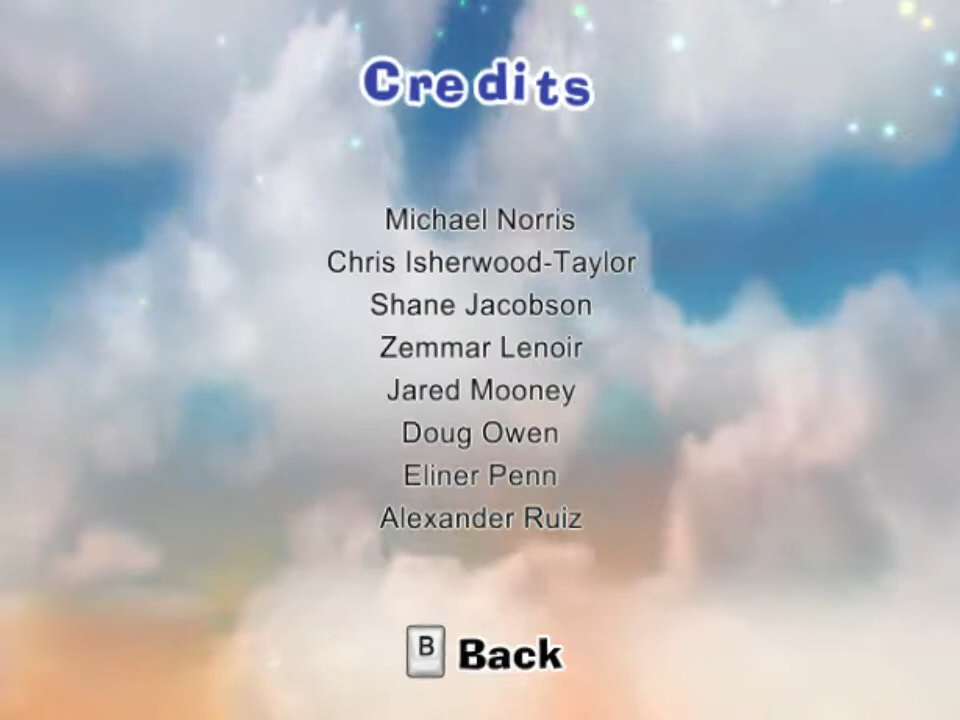 Credits
Michael Norris
Chris Isherwood-Taylor
Shane Jacobson
Zemmar Lenoir
Jared Mooney
Doug Owen
Eliner Penn
Alexander Ruiz
B Back